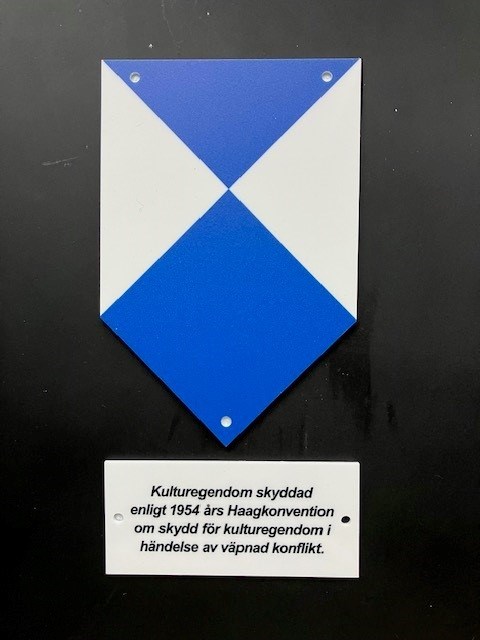 Kulturegendom skyddad
enligt 1954 års Haagkonvention
om skydd för kulturegendom i
händelse av väpnad konflikt.